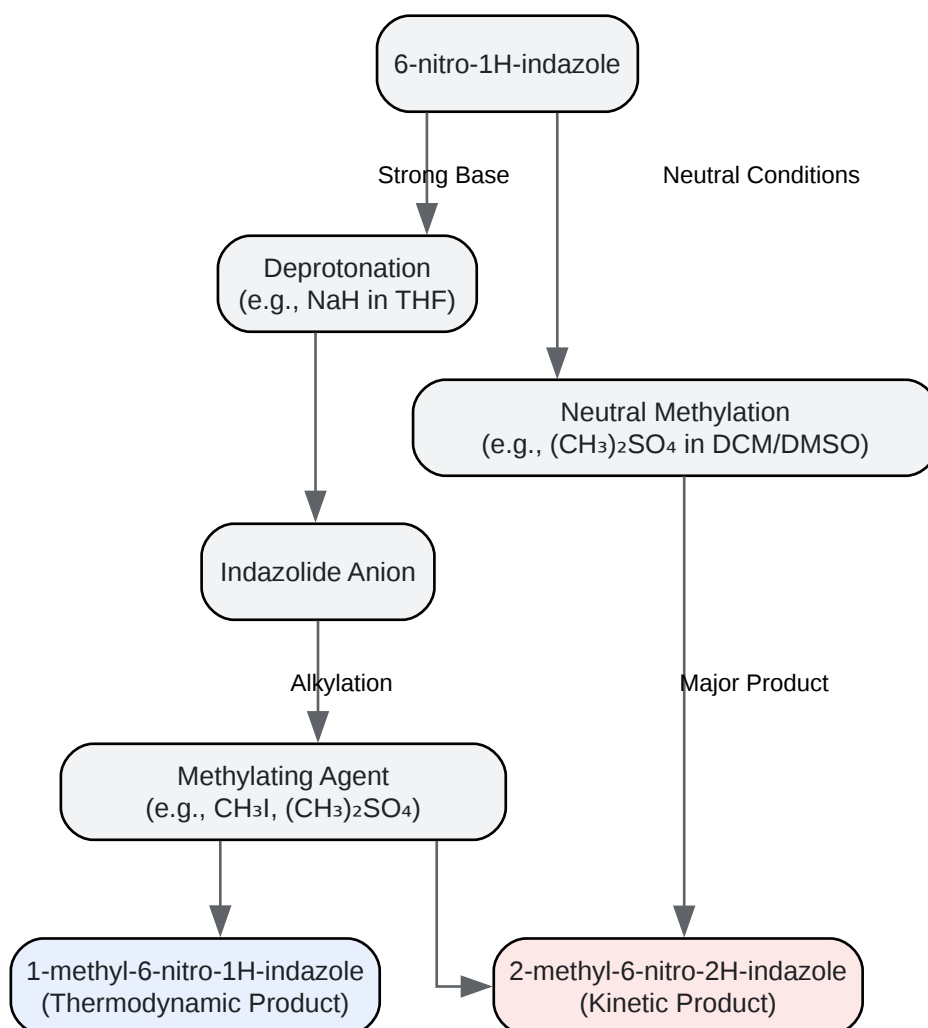 6-nitro-1H-indazole
Strong Base
Neutral Conditions
Deprotonation
(e.g., NaH in THF)
Neutral Methylation
(e.g., (CH₃)₂SO₄ in DCM/DMSO)
Indazolide Anion
Alkylation
Major Product
Methylating Agent
(e.g., CH₃I, (CH₃)₂SO₄)
1-methyl-6-nitro-1H-indazole
(Thermodynamic Product)
2-methyl-6-nitro-2H-indazole
(Kinetic Product)